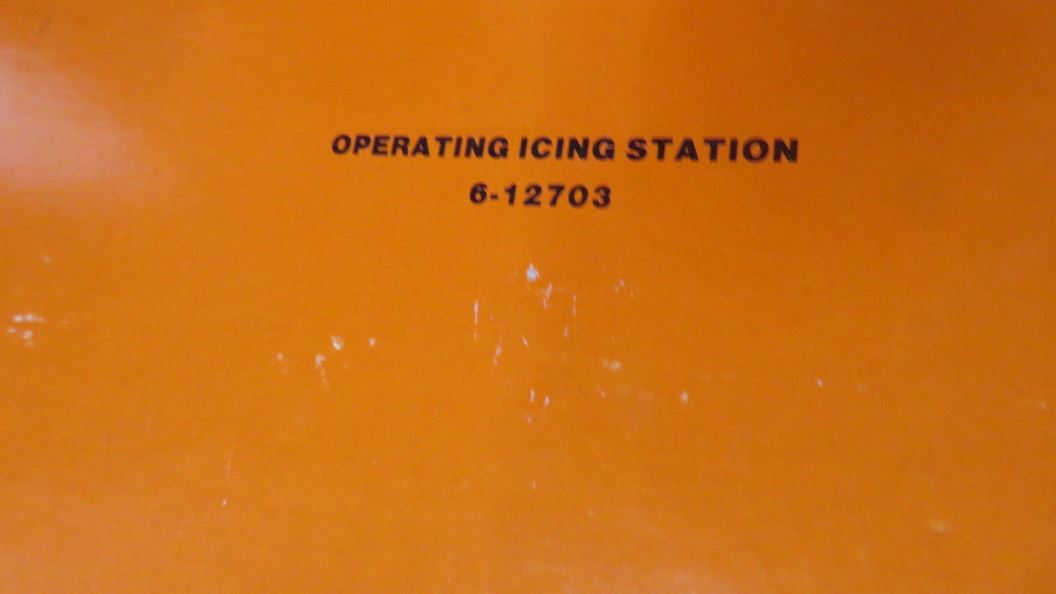 OPERATING ICING STATION
6-12703